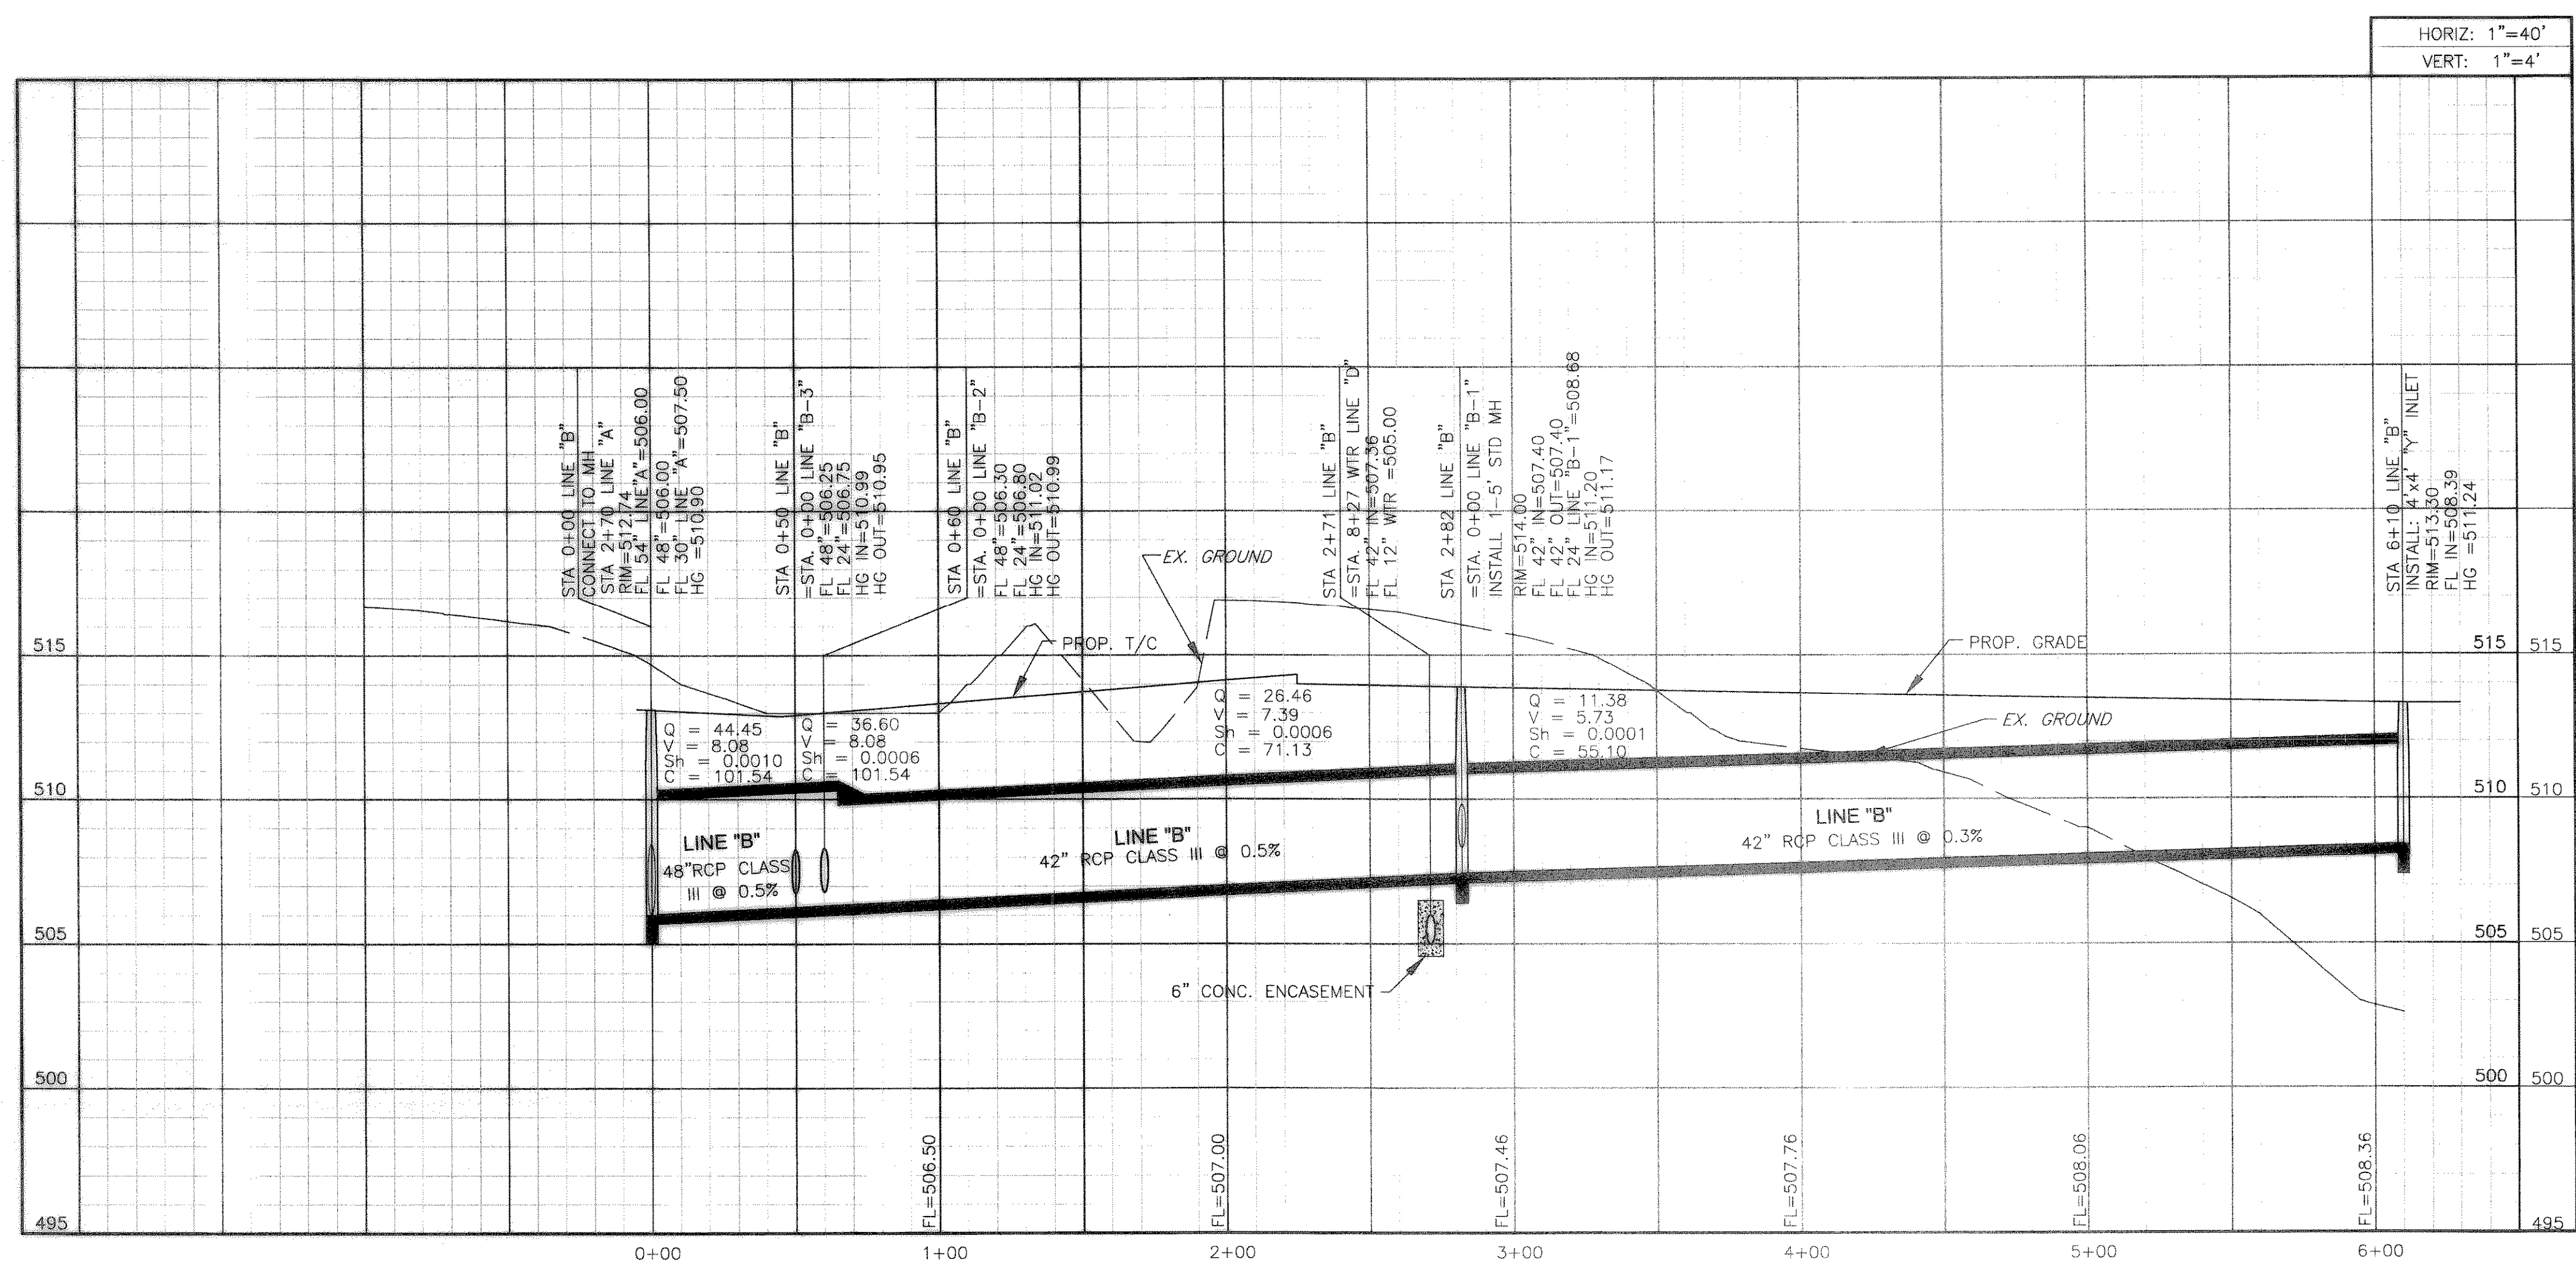 HORIZ: 1"=40'
VERT: 1"=4'
STA 0+00 LINE "B"
CONNECT TO MH
STA 2+70 LINE "A"
RIM=512.74
FL 54" LINE"A"=506.00
FL 48"=506.00
FL 30" LINE "A"=507.50
HG =510.90
STA 0+50 LINE "B"
=STA. 0+00 LINE "B-3"
FL 48"=506.25
FL 24"=506.75
HG IN=510.99
HG OUT=510.95
STA 0+60 LINE "B"
=STA. 0+00 LINE "B-2"
FL 48"=506.30
FL 24"=506.80
HG IN=511.02
HG OUT=510.99
STA 2+71 LINE "B"
=STA. 8+27 WTR LINE "D"
FL 42" IN=507.36
FL 12" WTR =505.00
STA 2+82 LINE "B"
=STA. 0+00 LINE "B-1"
INSTALL 1-5' STD MH
RIM=514.00
FL 42" IN=507.40
FL 42" OUT=507.40
FL 24" LINE "B-1"=508.68
HG IN=511.20
HG OUT=511.17
STA 6+10 LINE "B"
INSTALL: 4'x4' "Y" INLET
RIM=513.30
FL IN=508.39
HG =511.24
EX. GROUND
PROP. T/C
PROP. GRADE
EX. GROUND
515
515
515
Q = 44.45
V = 8.08
Sh = 0.0010
C = 101.54
Q = 36.60
V = 8.08
Sh = 0.0006
C = 101.54
Q = 26.46
V = 7.39
Sh = 0.0006
C = 71.13
Q = 11.38
V = 5.73
Sh = 0.0001
C = 55.10
510
510
510
LINE "B"
48"RCP CLASS
III @ 0.5%
LINE "B"
42" RCP CLASS III @ 0.5%
LINE "B"
42" RCP CLASS III @ 0.3%
505
505
505
6" CONC. ENCASEMENT
500
500
500
FL=506.50
FL=507.00
FL=507.46
FL=507.76
FL=508.06
FL=508.36
495
495
0+00
1+00
2+00
3+00
4+00
5+00
6+00